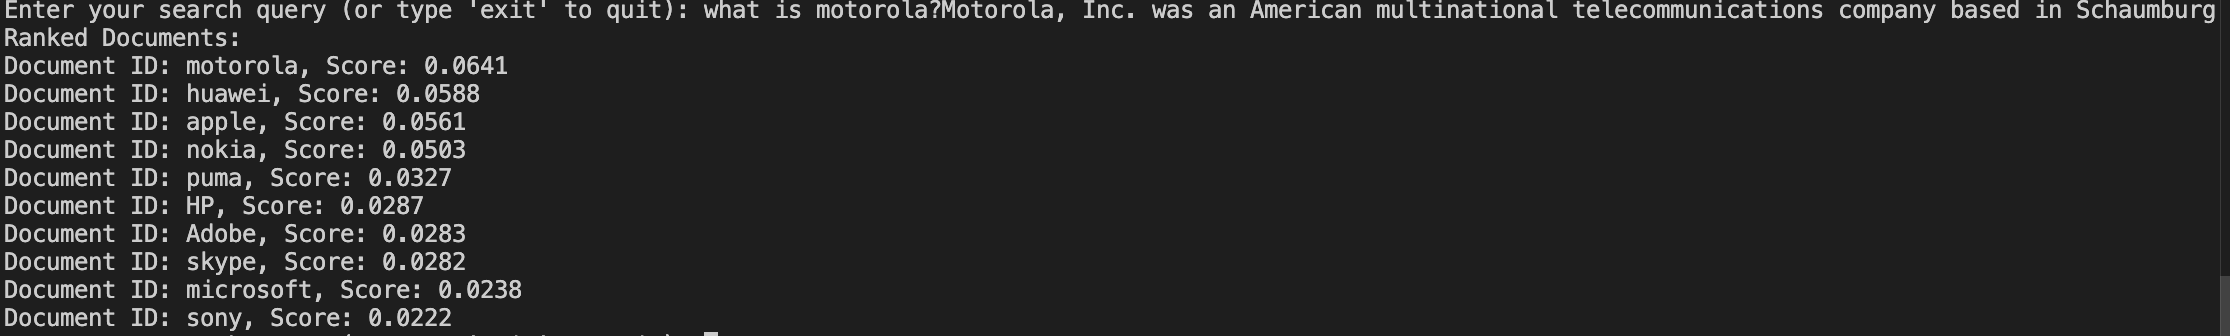 Enter your search query (or type 'exit' to quit): what is motorola?Motorola, Inc. was an American multinational telecommunications company based in Schaumburg
Ranked Documents:
Document ID: motorola, Score: 0.0641
Document ID: huawei, Score: 0.0588
Document ID: apple, Score: 0.0561
Document ID: nokia, Score: 0.0503
Document ID: puma, Score: 0.0327
Document ID: HP, Score: 0.0287
Document ID: Adobe, Score: 0.0283
Document ID: skype, Score: 0.0282
Document ID: microsoft, Score: 0.0238
Document ID: sony, Score: 0.0222